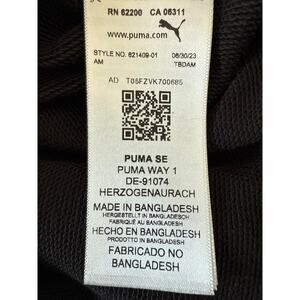 RN 62200 CA 06311
www.puma.com
STYLE NO. 621409-01 06/30/23
AM TBDAM
AD T05FZVK700685
PUMA SE
PUMA WAY 1
DE-91074
HERZOGENAURACH
MADE IN BANGLADESH
HERGESTELLT IN BANGLADESCH
FABRIQUÉ AU BANGLADESH
HECHO EN BANGLADESH
PRODOTTO IN BANGLADESH
FABRICADO NO
BANGLADESH